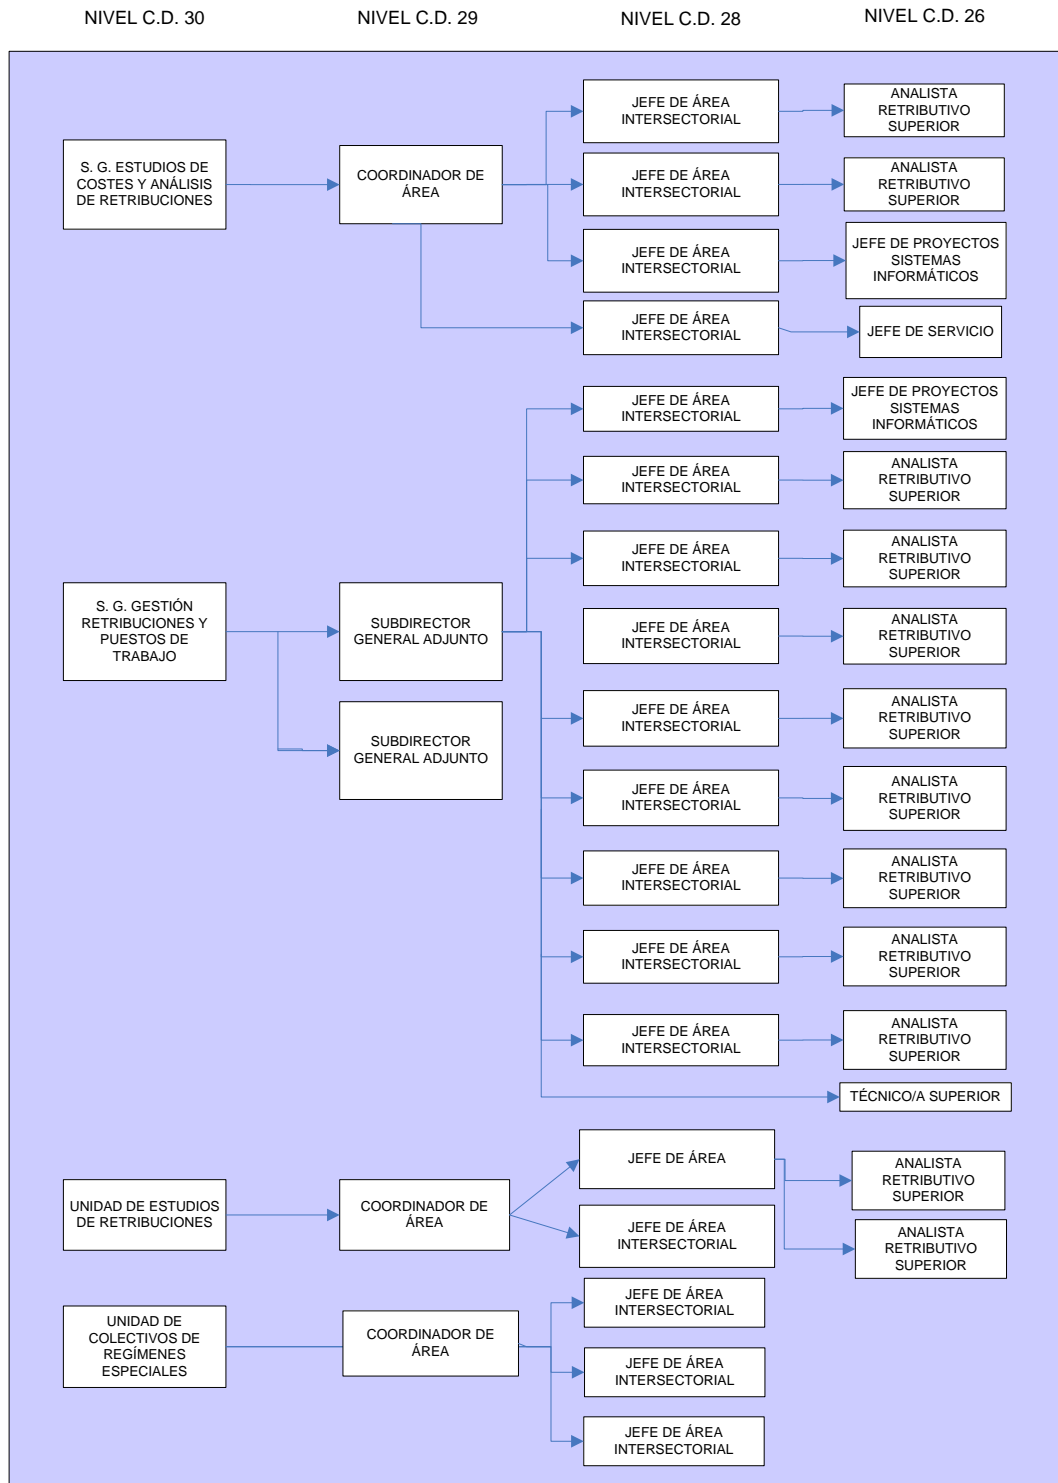 NIVEL C.D. 30
NIVEL C.D. 29
NIVEL C.D. 28
NIVEL C.D. 26
S. G. ESTUDIOS DE
COSTES Y ANÁLISIS
DE RETRIBUCIONES
COORDINADOR DE
ÁREA
JEFE DE ÁREA
INTERSECTORIAL
ANALISTA
RETRIBUTIVO
SUPERIOR
JEFE DE ÁREA
INTERSECTORIAL
ANALISTA
RETRIBUTIVO
SUPERIOR
JEFE DE ÁREA
INTERSECTORIAL
JEFE DE PROYECTOS
SISTEMAS
INFORMÁTICOS
JEFE DE ÁREA
INTERSECTORIAL
JEFE DE SERVICIO
S. G. GESTIÓN
RETRIBUCIONES Y
PUESTOS DE
TRABAJO
SUBDIRECTOR
GENERAL ADJUNTO
SUBDIRECTOR
GENERAL ADJUNTO
JEFE DE ÁREA
INTERSECTORIAL
JEFE DE PROYECTOS
SISTEMAS
INFORMÁTICOS
JEFE DE ÁREA
INTERSECTORIAL
ANALISTA
RETRIBUTIVO
SUPERIOR
JEFE DE ÁREA
INTERSECTORIAL
ANALISTA
RETRIBUTIVO
SUPERIOR
JEFE DE ÁREA
INTERSECTORIAL
ANALISTA
RETRIBUTIVO
SUPERIOR
JEFE DE ÁREA
INTERSECTORIAL
ANALISTA
RETRIBUTIVO
SUPERIOR
JEFE DE ÁREA
INTERSECTORIAL
ANALISTA
RETRIBUTIVO
SUPERIOR
JEFE DE ÁREA
INTERSECTORIAL
ANALISTA
RETRIBUTIVO
SUPERIOR
JEFE DE ÁREA
INTERSECTORIAL
ANALISTA
RETRIBUTIVO
SUPERIOR
JEFE DE ÁREA
INTERSECTORIAL
ANALISTA
RETRIBUTIVO
SUPERIOR
TÉCNICO/A SUPERIOR
UNIDAD DE ESTUDIOS
DE RETRIBUCIONES
COORDINADOR DE
ÁREA
JEFE DE ÁREA
JEFE DE ÁREA
INTERSECTORIAL
ANALISTA
RETRIBUTIVO
SUPERIOR
ANALISTA
RETRIBUTIVO
SUPERIOR
UNIDAD DE
COLECTIVOS DE
REGÍMENES
ESPECIALES
COORDINADOR DE
ÁREA
JEFE DE ÁREA
INTERSECTORIAL
JEFE DE ÁREA
INTERSECTORIAL
JEFE DE ÁREA
INTERSECTORIAL